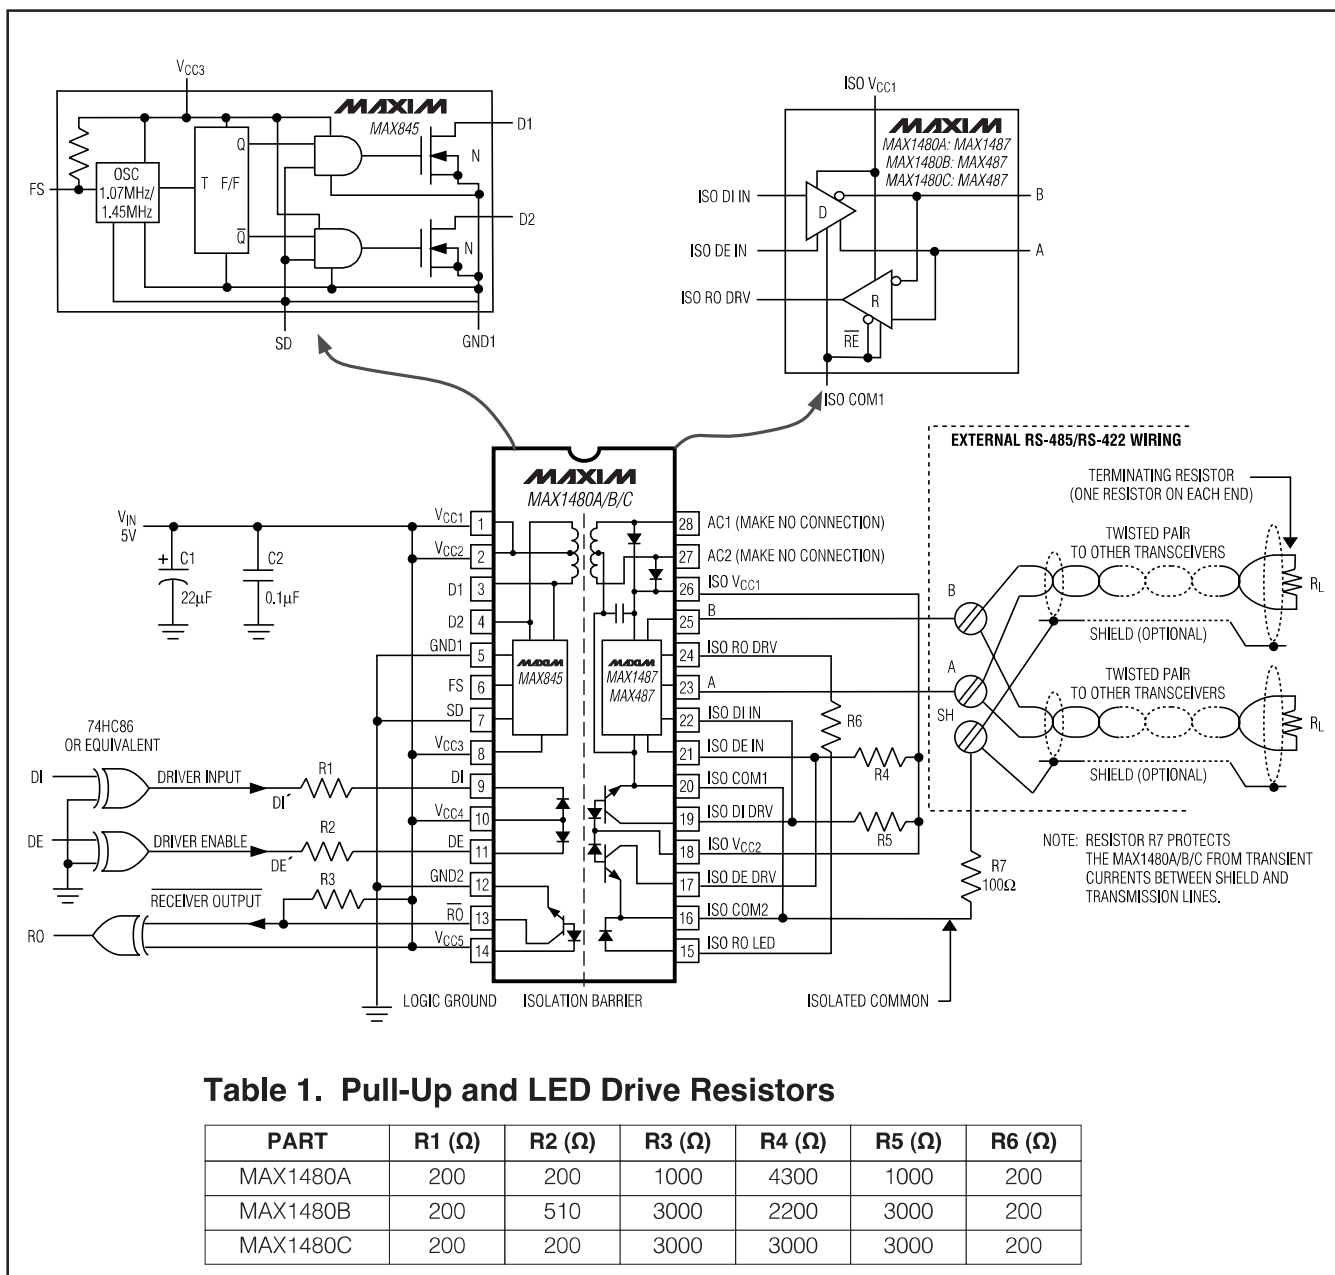 VCC3
MAXIM
MAX845
D1
N
Q
OSC
1.07MHz/
1.45MHz
T F/F
FS
D2
Q̅
N
SD
GND1
ISO VCC1
MAXIM
MAX1480A: MAX1487
MAX1480B: MAX487
MAX1480C: MAX487
ISO DI IN
D
B
ISO DE IN
A
ISO RO DRV
R
R̅E̅
ISO COM1
MAXIM
MAX1480A/B/C
VIN
5V
+
C1
22µF
C2
0.1µF
VCC1
1
VCC2
2
D1
3
D2
4
GND1
5
FS
6
SD
7
VCC3
8
DI
9
VCC4
10
DE
11
GND2
12
R̅O̅
13
VCC5
14
MAXIM
MAX845
MAXIM
MAX1487
MAX487
28
AC1 (MAKE NO CONNECTION)
27
AC2 (MAKE NO CONNECTION)
26
ISO VCC1
25
B
24
ISO RO DRV
23
A
22
ISO DI IN
21
ISO DE IN
20
ISO COM1
19
ISO DI DRV
18
ISO VCC2
17
ISO DE DRV
16
ISO COM2
15
ISO RO LED
74HC86
OR EQUIVALENT
DI
DRIVER INPUT
DI´
R1
DE
DRIVER ENABLE
DE´
R2
R3
R̅E̅C̅E̅I̅V̅E̅R̅ O̅U̅T̅P̅U̅T̅
RO
LOGIC GROUND
ISOLATION BARRIER
R6
R4
R5
R7
100Ω
ISOLATED COMMON
EXTERNAL RS-485/RS-422 WIRING
TERMINATING RESISTOR
(ONE RESISTOR ON EACH END)
TWISTED PAIR
TO OTHER TRANSCEIVERS
B
RL
SHIELD (OPTIONAL)
A
TWISTED PAIR
TO OTHER TRANSCEIVERS
SH
RL
SHIELD (OPTIONAL)
NOTE: RESISTOR R7 PROTECTS
THE MAX1480A/B/C FROM TRANSIENT
CURRENTS BETWEEN SHIELD AND
TRANSMISSION LINES.
Table 1. Pull-Up and LED Drive Resistors
PART R1 (Ω) R2 (Ω) R3 (Ω) R4 (Ω) R5 (Ω) R6 (Ω)
MAX1480A 200 200 1000 4300 1000 200
MAX1480B 200 510 3000 2200 3000 200
MAX1480C 200 200 3000 3000 3000 200